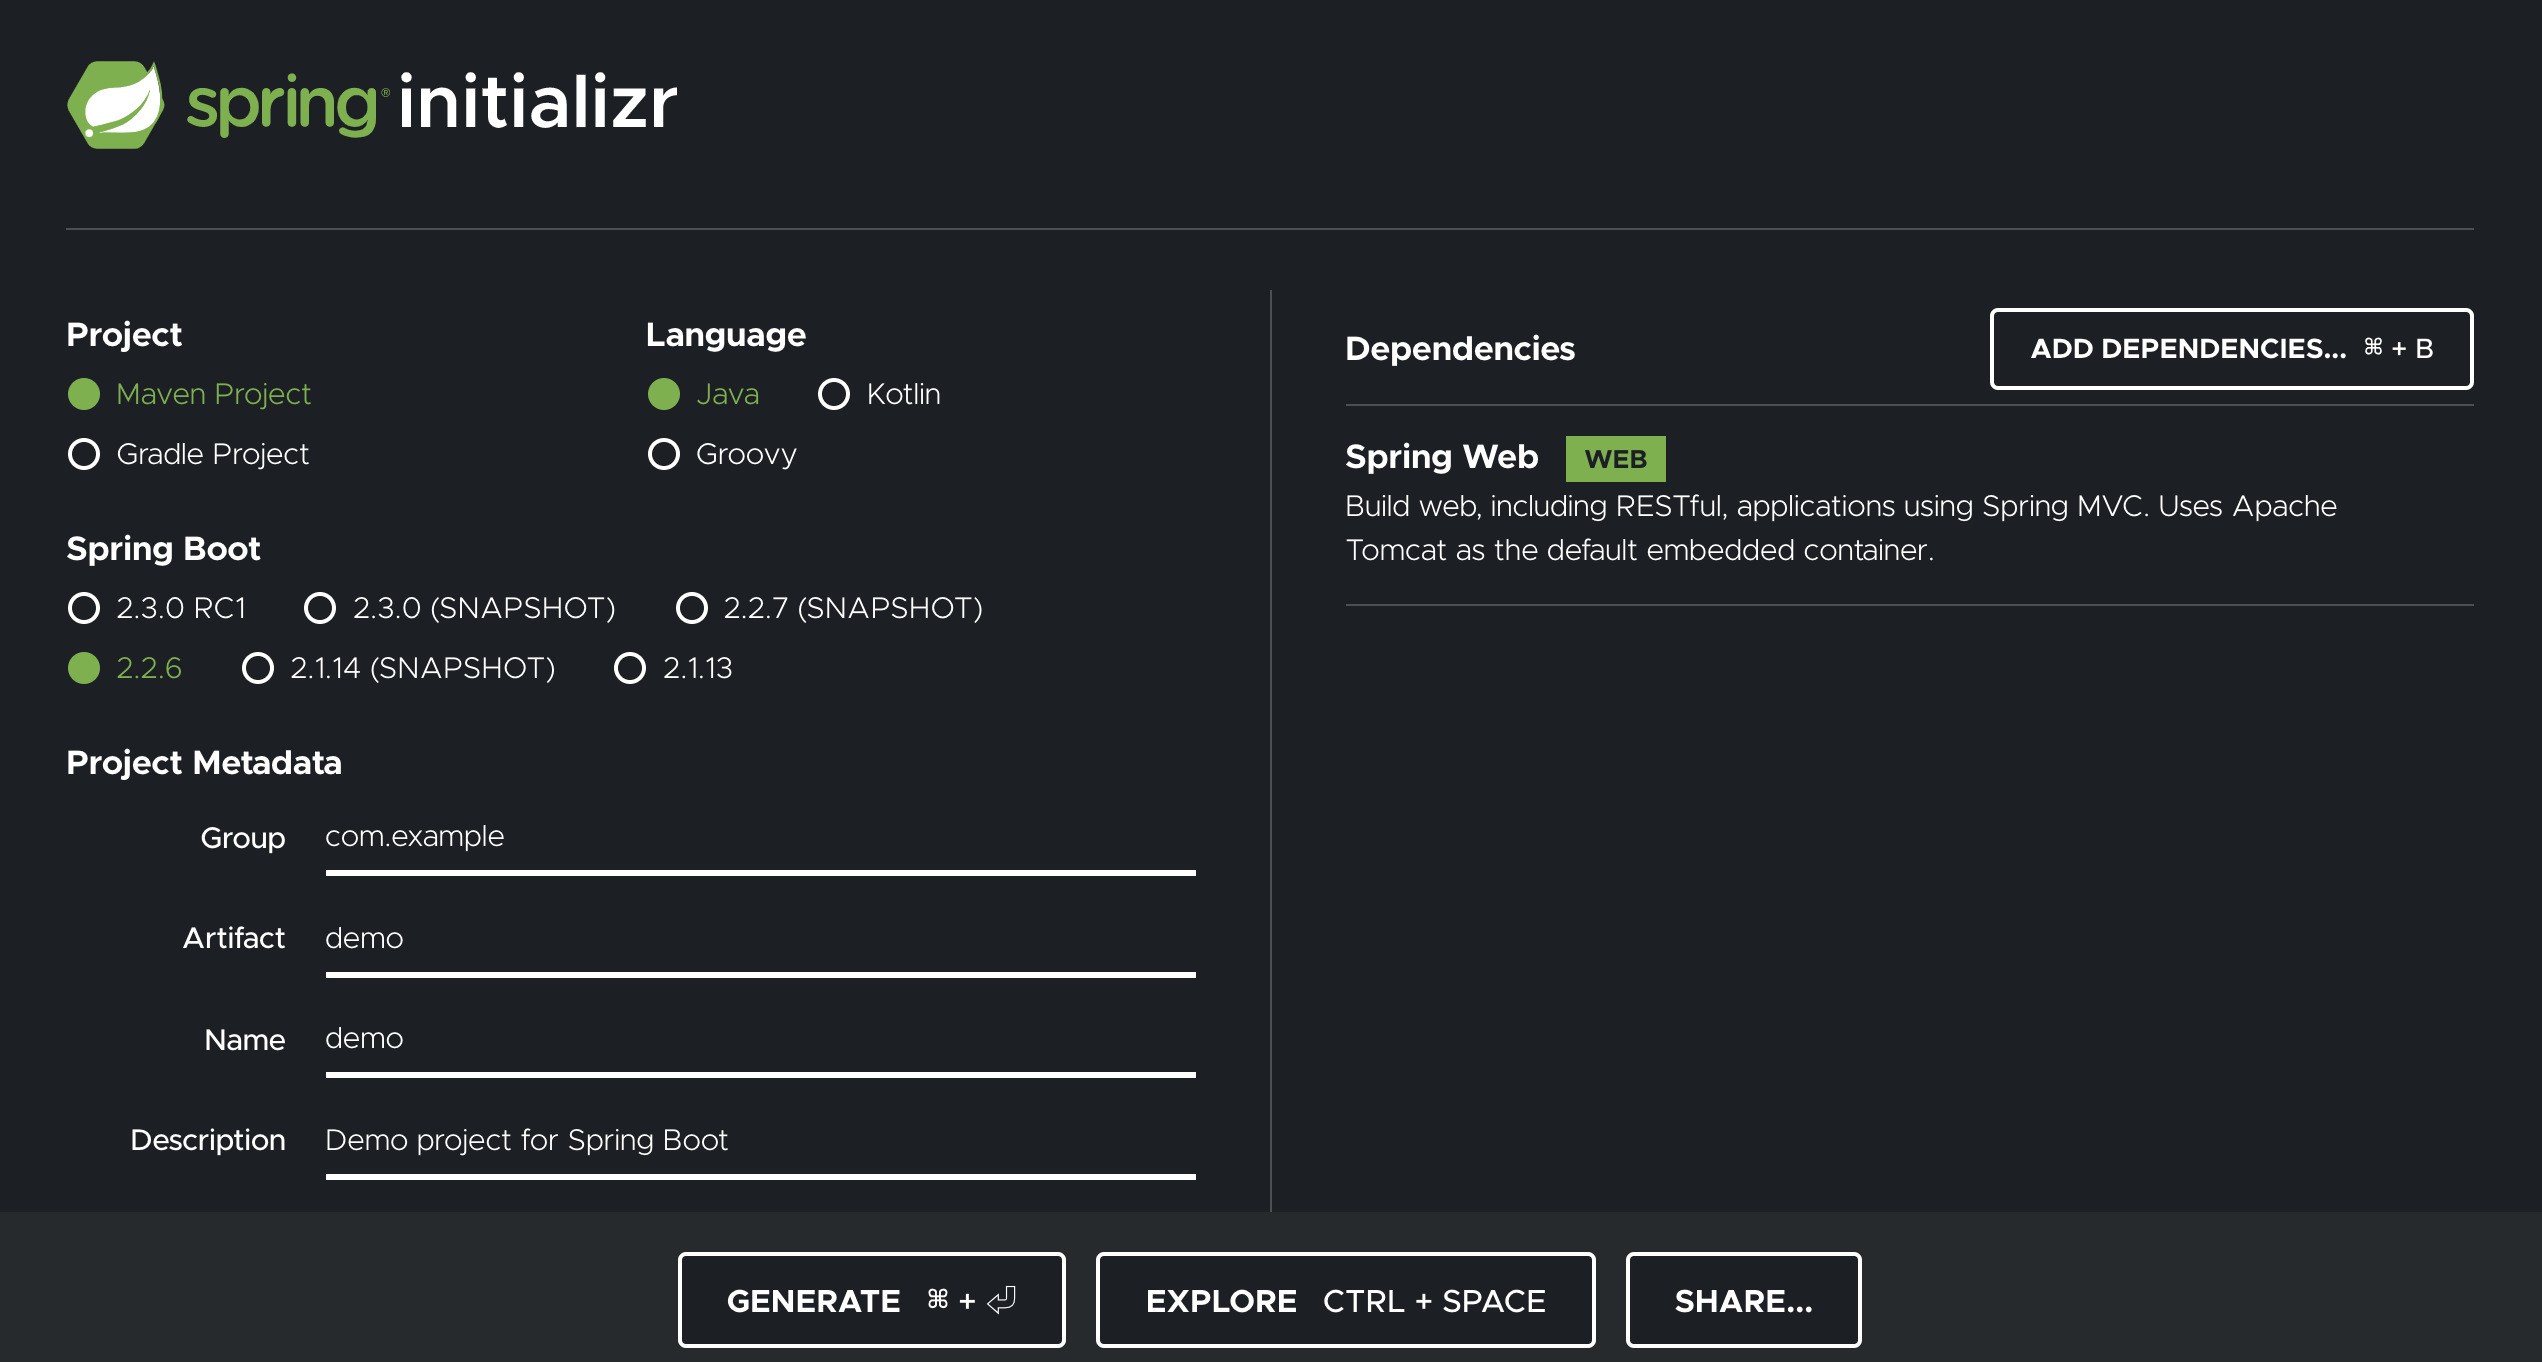 spring® initializr
Project
Maven Project
Gradle Project
Language
Java Kotlin
Groovy
Spring Boot
2.3.0 RC1 2.3.0 (SNAPSHOT) 2.2.7 (SNAPSHOT)
2.2.6 2.1.14 (SNAPSHOT) 2.1.13
Project Metadata
Group com.example
Artifact demo
Name demo
Description Demo project for Spring Boot
Dependencies
ADD DEPENDENCIES... ⌘ + B
Spring Web WEB
Build web, including RESTful, applications using Spring MVC. Uses Apache
Tomcat as the default embedded container.
GENERATE ⌘ + ⏎
EXPLORE CTRL + SPACE
SHARE...